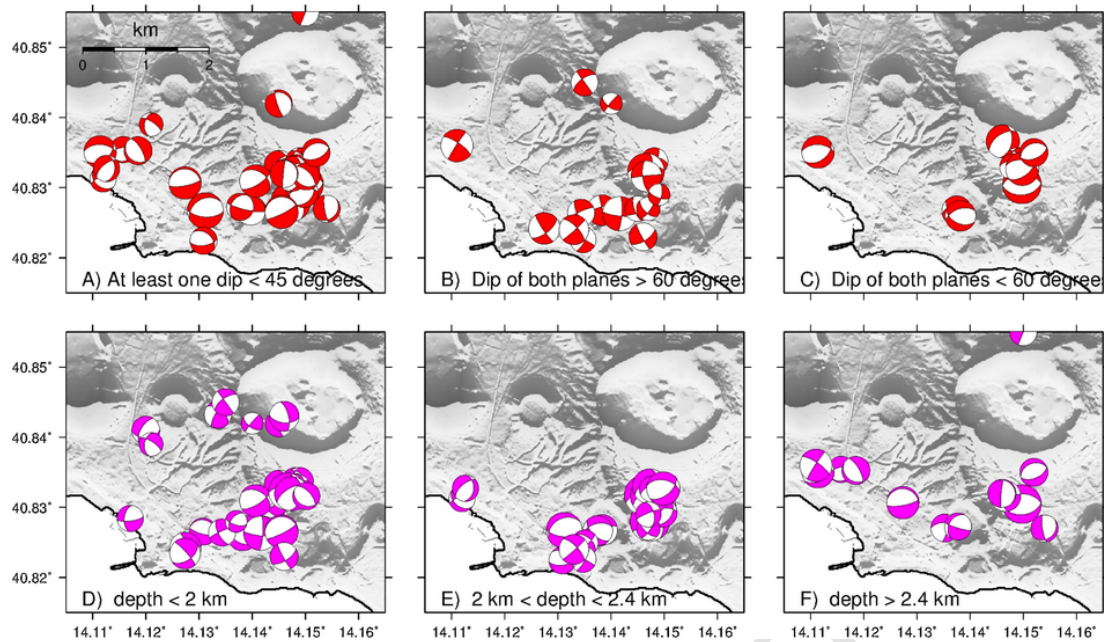 km
0 1 2
40.85˚
40.84˚
40.83˚
40.82˚
A) At least one dip < 45 degrees
B) Dip of both planes > 60 degrees
C) Dip of both planes < 60 degrees
40.85˚
40.84˚
40.83˚
40.82˚
D) depth < 2 km
E) 2 km < depth < 2.4 km
F) depth > 2.4 km
14.11˚ 14.12˚ 14.13˚ 14.14˚ 14.15˚ 14.16˚ 14.11˚ 14.12˚ 14.13˚ 14.14˚ 14.15˚ 14.16˚ 14.11˚ 14.12˚ 14.13˚ 14.14˚ 14.15˚ 14.16˚